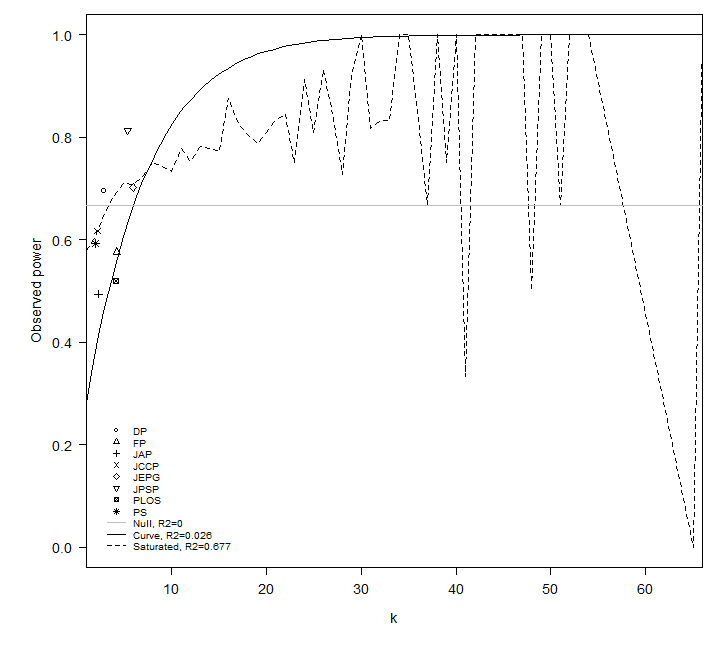 1.0
0.8
0.6
0.4
0.2
0.0
Observed power
DP
FP
JAP
JCCP
JEPG
JPSP
PLOS
PS
Null, R2=0
Curve, R2=0.026
Saturated, R2=0.677
10 20 30 40 50 60
k